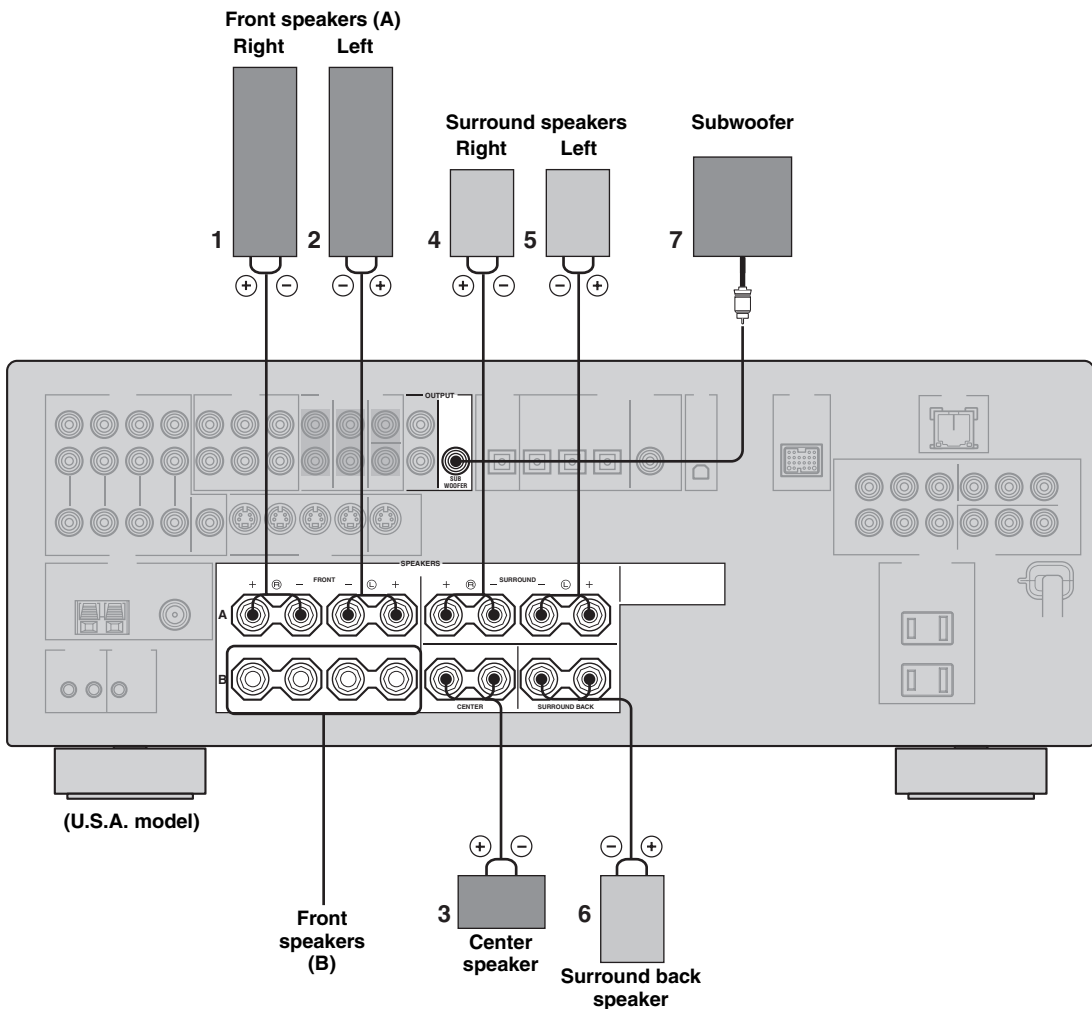 Front speakers (A)
Right Left
Surround speakers
Right Left
Subwoofer
1 2 4 5 7
+ − − + + − − +
OUTPUT
SUB
WOOFER
SPEAKERS
+ R − FRONT − L + + R − SURROUND − L +
A
B
CENTER SURROUND BACK
(U.S.A. model)
+ − − +
3
6
Front
speakers
(B)
Center
speaker
Surround back
speaker